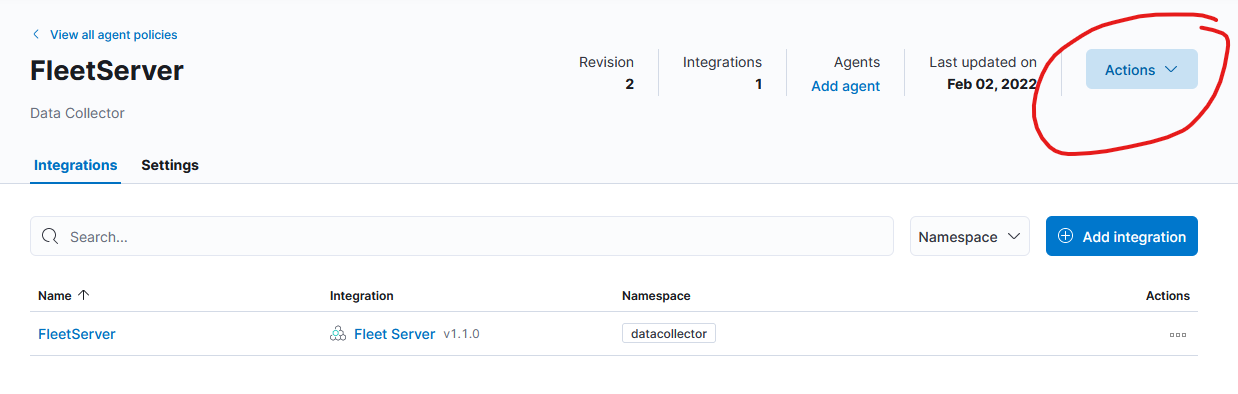 View all agent policies
FleetServer
Data Collector
Revision
2
Integrations
1
Agents
Add agent
Last updated on
Feb 02, 2022
Actions
Integrations Settings
Search... Namespace Add integration
Name Integration Namespace Actions
FleetServer Fleet Server v1.1.0 datacollector